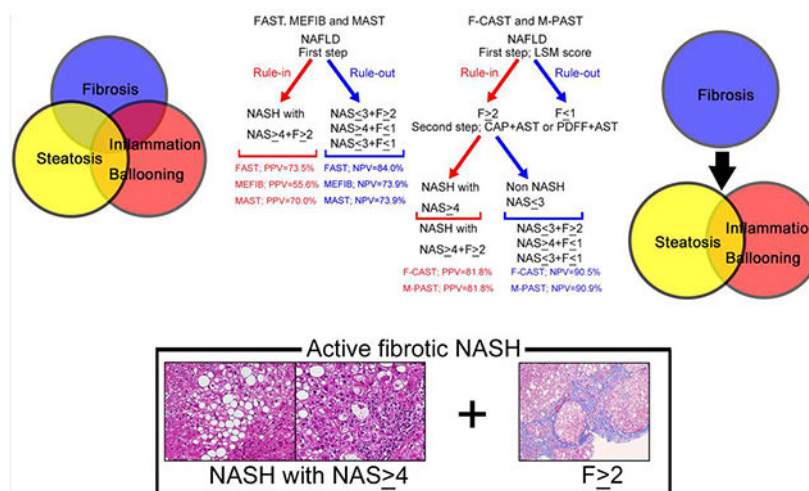 Fibrosis
Steatosis
Inflammation
Ballooning
FAST. MEFIB and MAST
NAFLD
First step
Rule-in
Rule-out
NASH with
NAS≥4+F≥2
NAS≤3+F≥2
NAS≥4+F≤1
NAS≤3+F≤1
FAST; PPV=73.5%
MEFIB; PPV=55.6%
MAST; PPV=70.0%
FAST; NPV=84.0%
MEFIB; NPV=73.9%
MAST; NPV=73.9%
F-CAST and M-PAST
NAFLD
First step; LSM score
Rule-in
Rule-out
F≥2
F≤1
Second step; CAP+AST or PDFF+AST
NASH with
NAS≥4
NASH with
NAS≥4+F≥2
Non NASH
NAS≤3
NAS≤3+F≥2
NAS≥4+F≤1
NAS≤3+F≤1
F-CAST; PPV=81.8%
M-PAST; PPV=81.8%
F-CAST; NPV=90.5%
M-PAST; NPV=90.9%
Fibrosis
Steatosis
Inflammation
Ballooning
Active fibrotic NASH
+
NASH with NAS≥4
F≥2